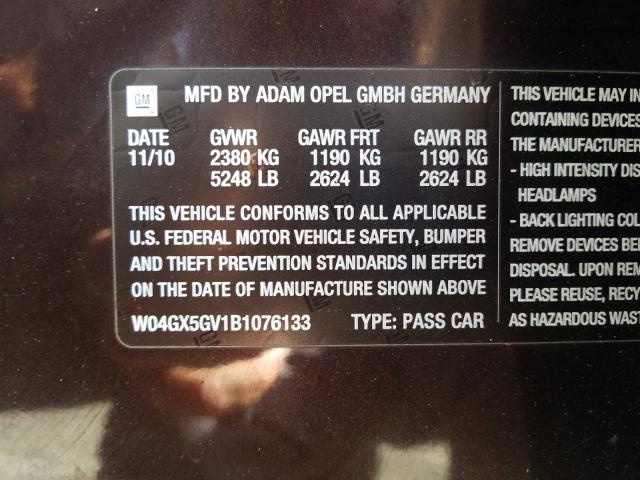 GM MFD BY ADAM OPEL GMBH GERMANY
DATE GVWR GAWR FRT GAWR RR
11/10 2380 KG 1190 KG 1190 KG
5248 LB 2624 LB 2624 LB
THIS VEHICLE CONFORMS TO ALL APPLICABLE
U.S. FEDERAL MOTOR VEHICLE SAFETY, BUMPER
AND THEFT PREVENTION STANDARDS IN EFFECT
ON THE DATE OF MANUFACTURE SHOWN ABOVE
W04GX5GV1B1076133 TYPE: PASS CAR
THIS VEHICLE MAY IN
CONTAINING DEVICES
THE MANUFACTURER
- HIGH INTENSITY DIS
HEADLAMPS
- BACK LIGHTING COL
REMOVE DEVICES BE
DISPOSAL. UPON REM
PLEASE REUSE, RECY
AS HAZARDOUS WAST